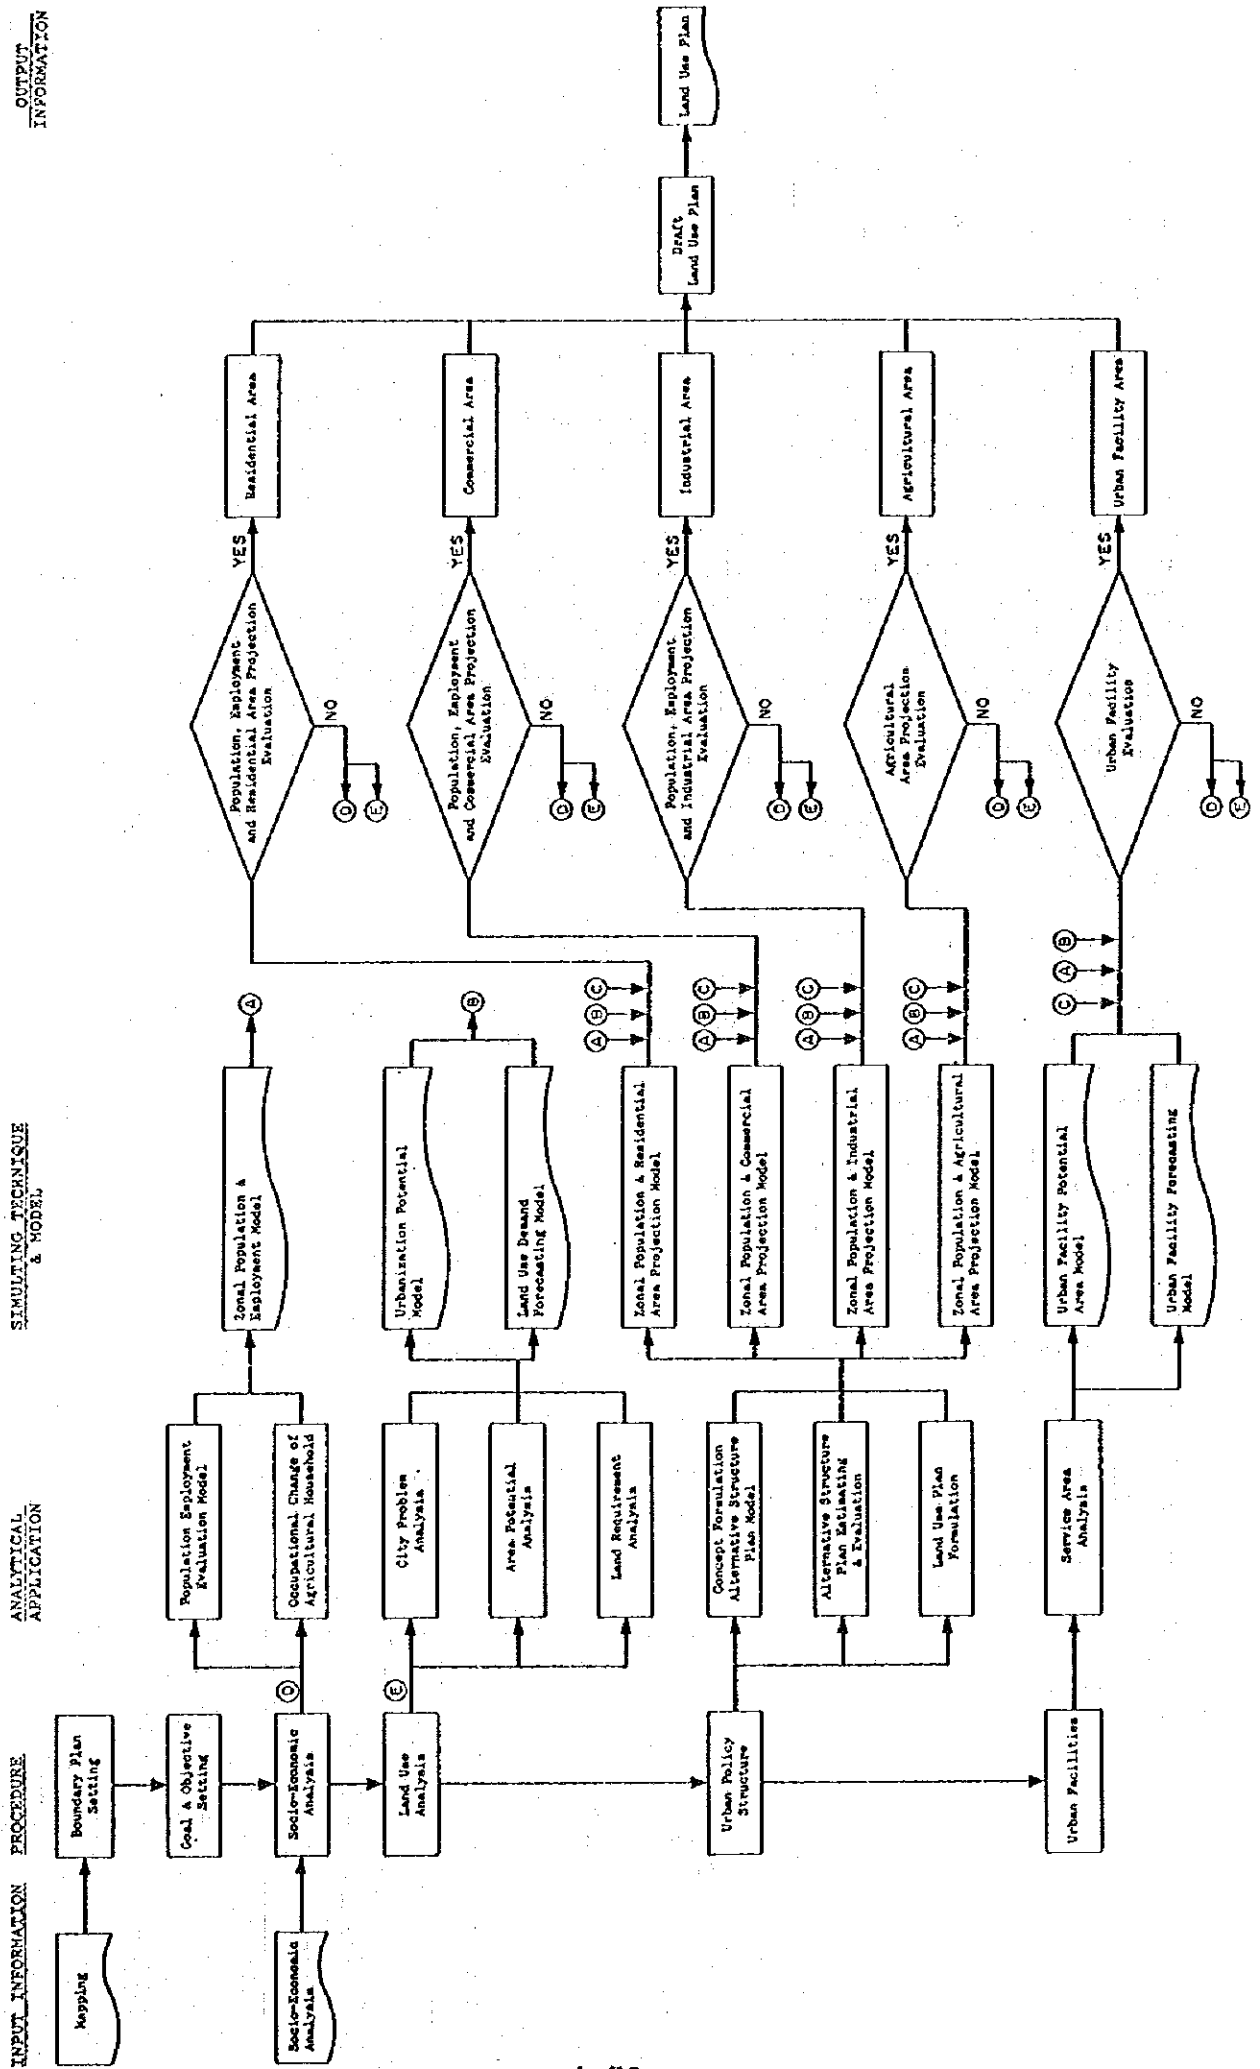 INPUT INFORMATION
PROCEDURE
ANALYTICAL
APPLICATION
SIMULTING TECHNIQUE
& MODEL
OUTPUT
INFORMATION
Mapping
Socio-Economic
Analysis
Boundary Plan
Setting
Goal & Objective
Setting
Socio-Economic
Analysis
D
Land Use
Analysis
E
Urban Policy
Structure
Urban Facilities
Population Employment
Evaluation Model
Occupational Change of
Agricultural Household
City Problem
Analysis
Area Potential
Analysis
Land Requirement
Analysis
Concept Formulation
Alternative Structure
Plan Model
Alternative Structure
Plan Estimating
& Evaluation
Land Use Plan
Formulation
Service Area
Analysis
Zonal Population &
Employment Model
A
Urbanization Potential
Model
Land Use Demand
Forecasting Model
B
Zonal Population & Residential
Area Projection Model
A B C
Zonal Population & Commercial
Area Projection Model
A B C
Zonal Population & Industrial
Area Projection Model
A B C
Zonal Population & Agricultural
Area Projection Model
A B C
Urban Facility Potential
Area Model
Urban Facility Forecasting
Model
C A B
Population, Employment
and Residential Area Projection
Evaluation
NO
D
E
YES
Residential Area
Population, Employment
and Commercial Area Projection
Evaluation
NO
D
E
YES
Commercial Area
Population, Employment
and Industrial Area Projection
Evaluation
NO
D
E
YES
Industrial Area
Agricultural
Area Projection
Evaluation
NO
D
E
YES
Agricultural Area
Urban Facility
Evaluation
NO
D
E
YES
Urban Facility Area
Draft
Land Use Plan
Land Use Plan